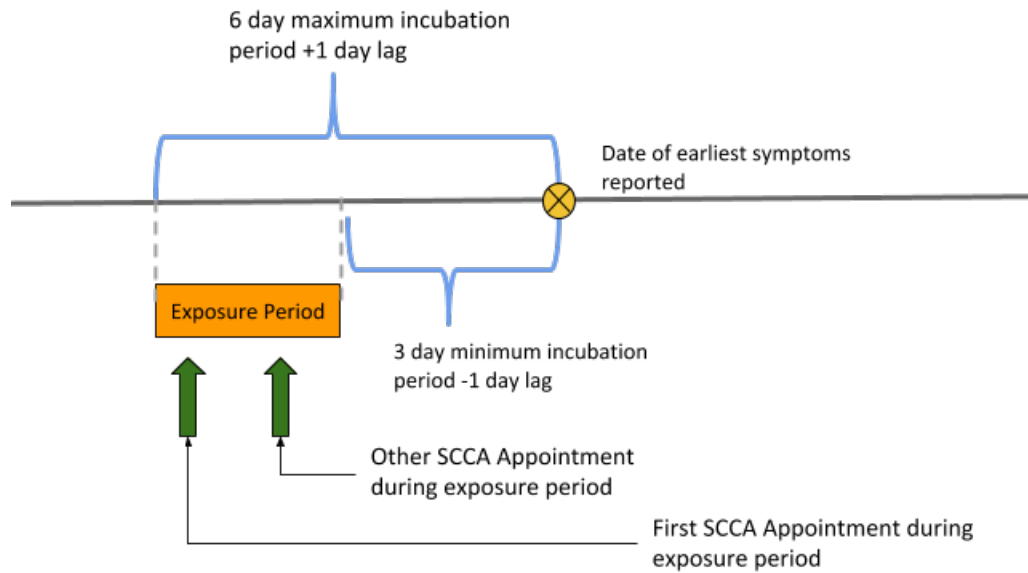 6 day maximum incubation
period +1 day lag
Date of earliest symptoms
reported
Exposure Period
3 day minimum incubation
period -1 day lag
Other SCCA Appointment
during exposure period
First SCCA Appointment during
exposure period